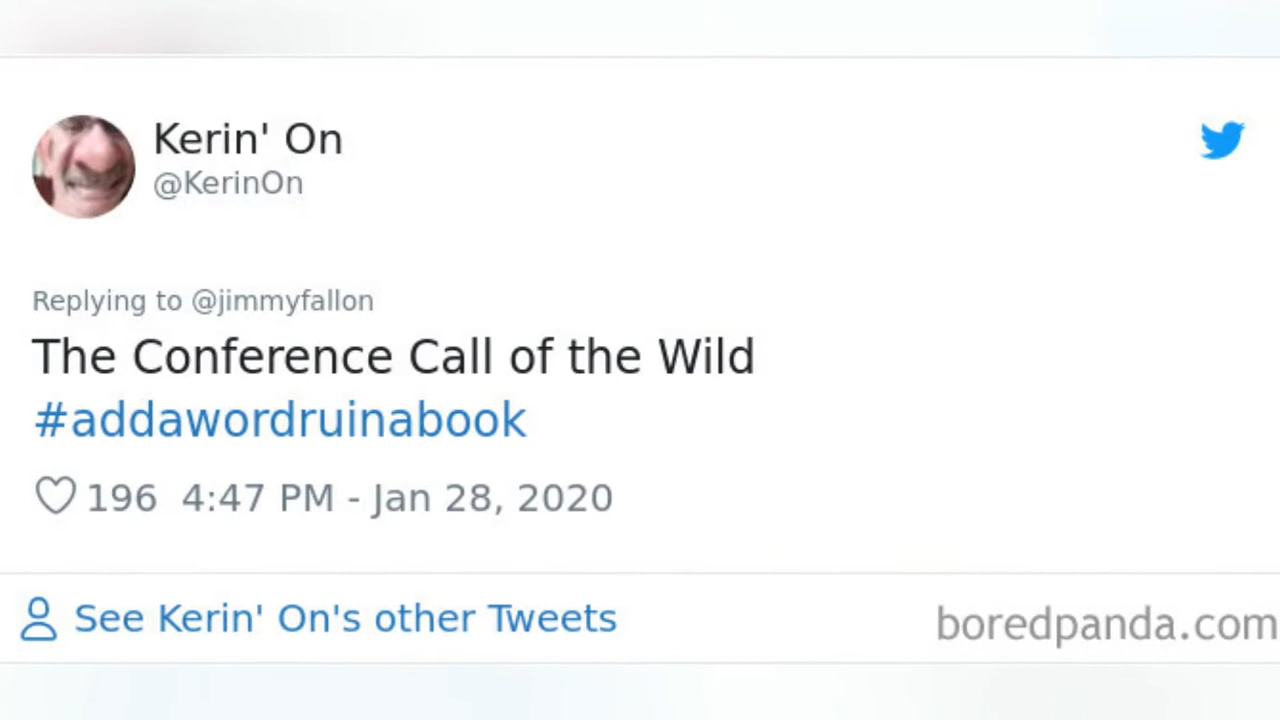 Kerin' On
@KerinOn
Replying to @jimmyfallon
The Conference Call of the Wild
#addawordruinabook
196 4:47 PM - Jan 28, 2020
See Kerin' On's other Tweets
boredpanda.com